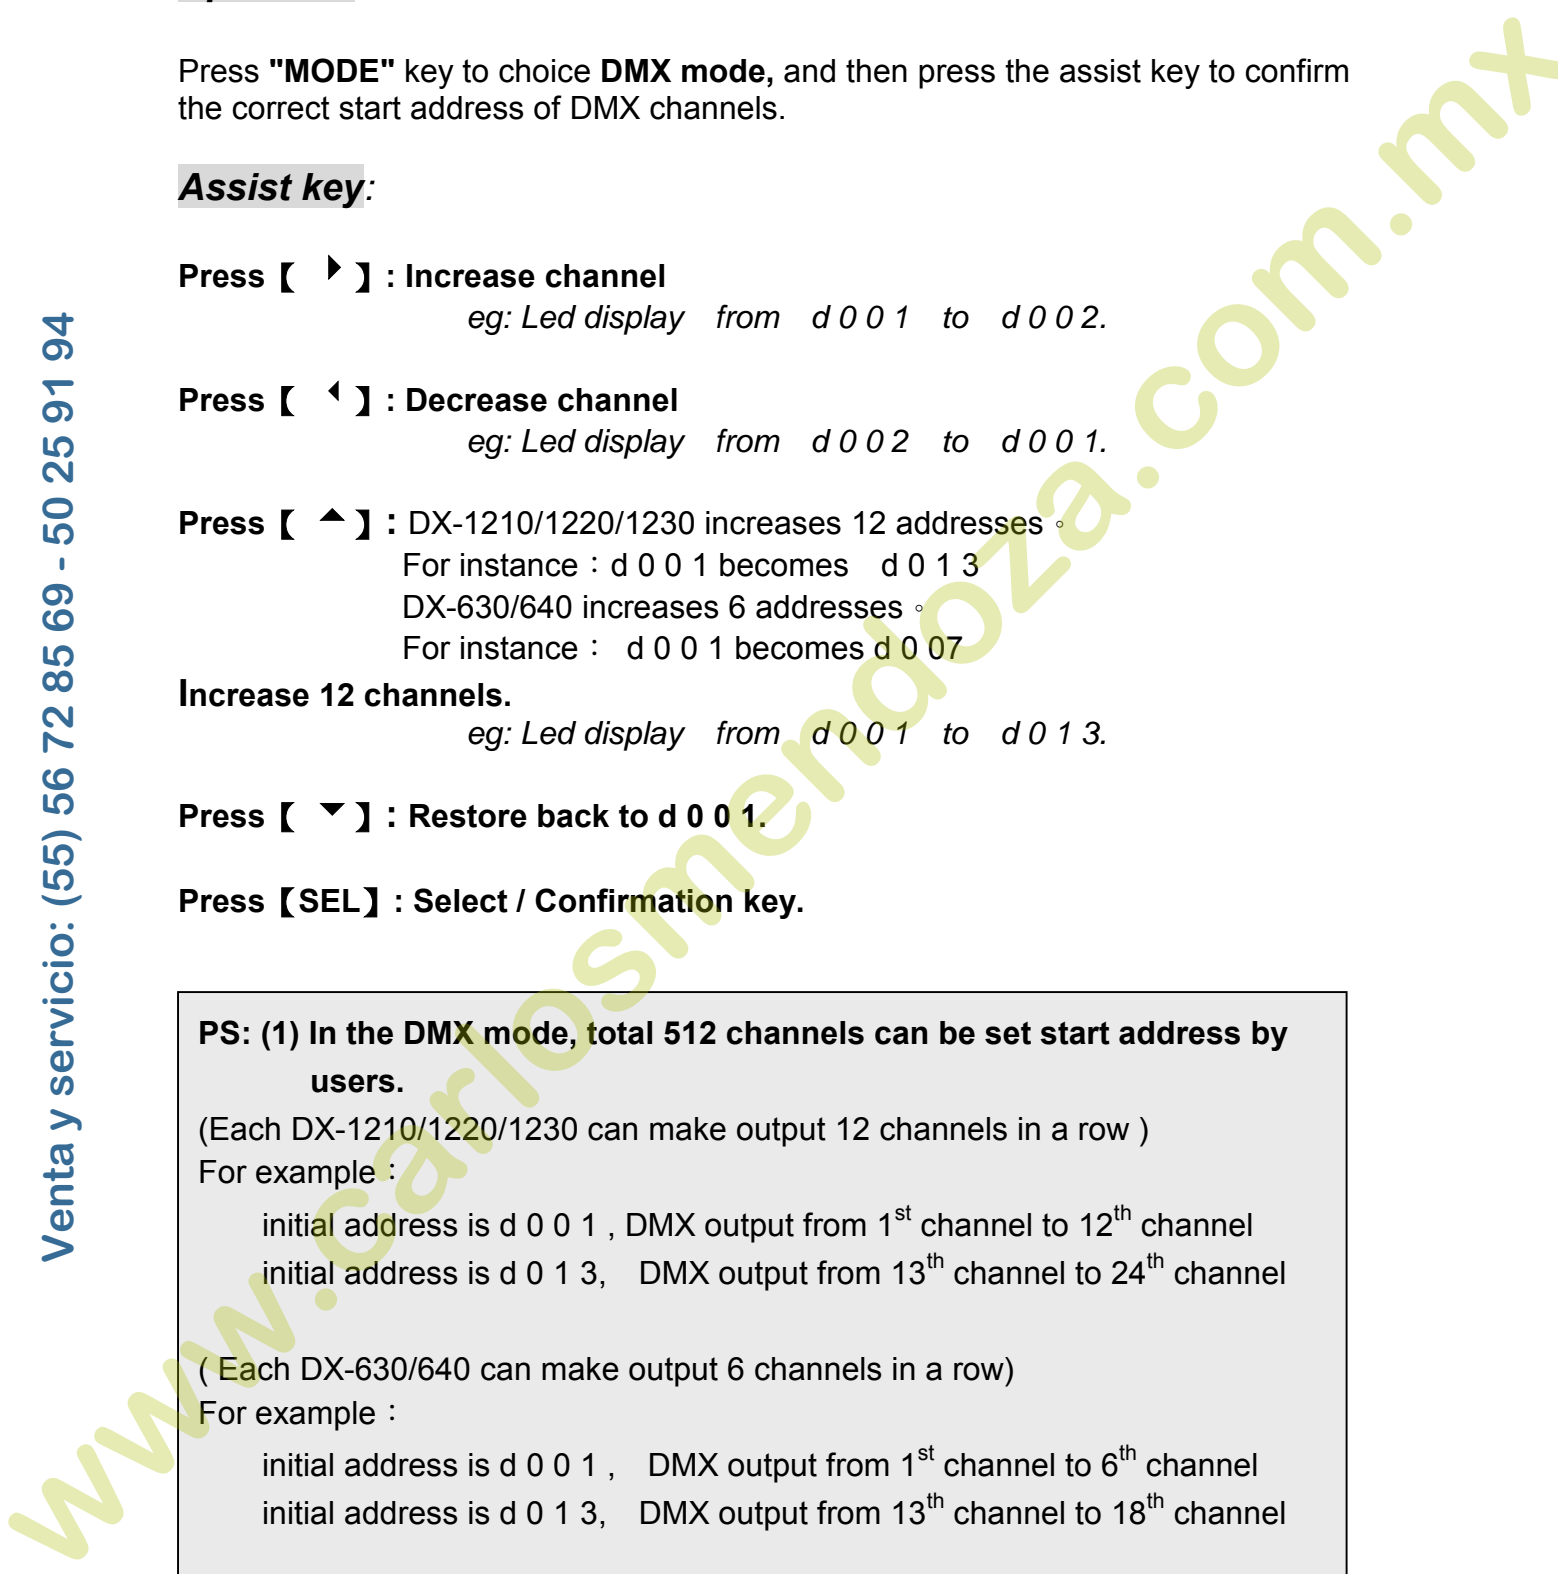 Press "MODE" key to choice DMX mode, and then press the assist key to confirm
the correct start address of DMX channels.
Assist key:
Press【 ▶ 】: Increase channel
eg: Led display from d 0 0 1 to d 0 0 2.
Press【 ◀ 】: Decrease channel
eg: Led display from d 0 0 2 to d 0 0 1.
Press【 ▲ 】: DX-1210/1220/1230 increases 12 addresses。
For instance：d 0 0 1 becomes d 0 1 3
DX-630/640 increases 6 addresses。
For instance： d 0 0 1 becomes d 0 07
Increase 12 channels.
eg: Led display from d 0 0 1 to d 0 1 3.
Press【 ▼ 】: Restore back to d 0 0 1.
Press【SEL】: Select / Confirmation key.
PS: (1) In the DMX mode, total 512 channels can be set start address by
users.
(Each DX-1210/1220/1230 can make output 12 channels in a row )
For example：
initial address is d 0 0 1 , DMX output from 1st channel to 12th channel
initial address is d 0 1 3, DMX output from 13th channel to 24th channel
( Each DX-630/640 can make output 6 channels in a row)
For example：
initial address is d 0 0 1 , DMX output from 1st channel to 6th channel
initial address is d 0 1 3, DMX output from 13th channel to 18th channel
Venta y servicio: (55) 56 72 85 69 - 50 25 91 94
www.carlosmendoza.com.mx